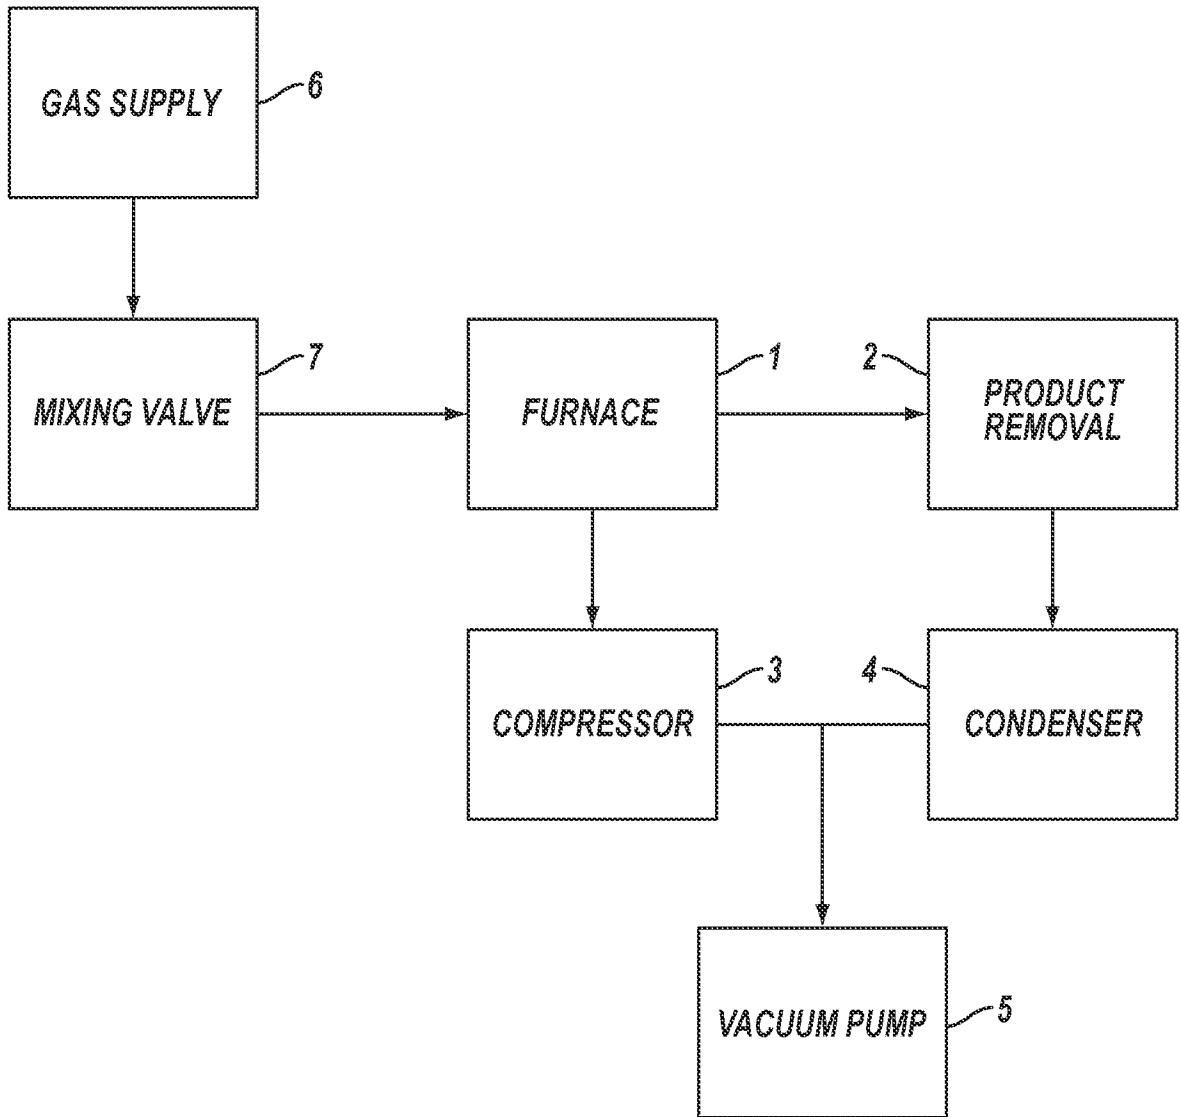 GAS SUPPLY
6
MIXING VALVE
7
FURNACE
1
2
PRODUCT
REMOVAL
COMPRESSOR
3
4
CONDENSER
VACUUM PUMP
5